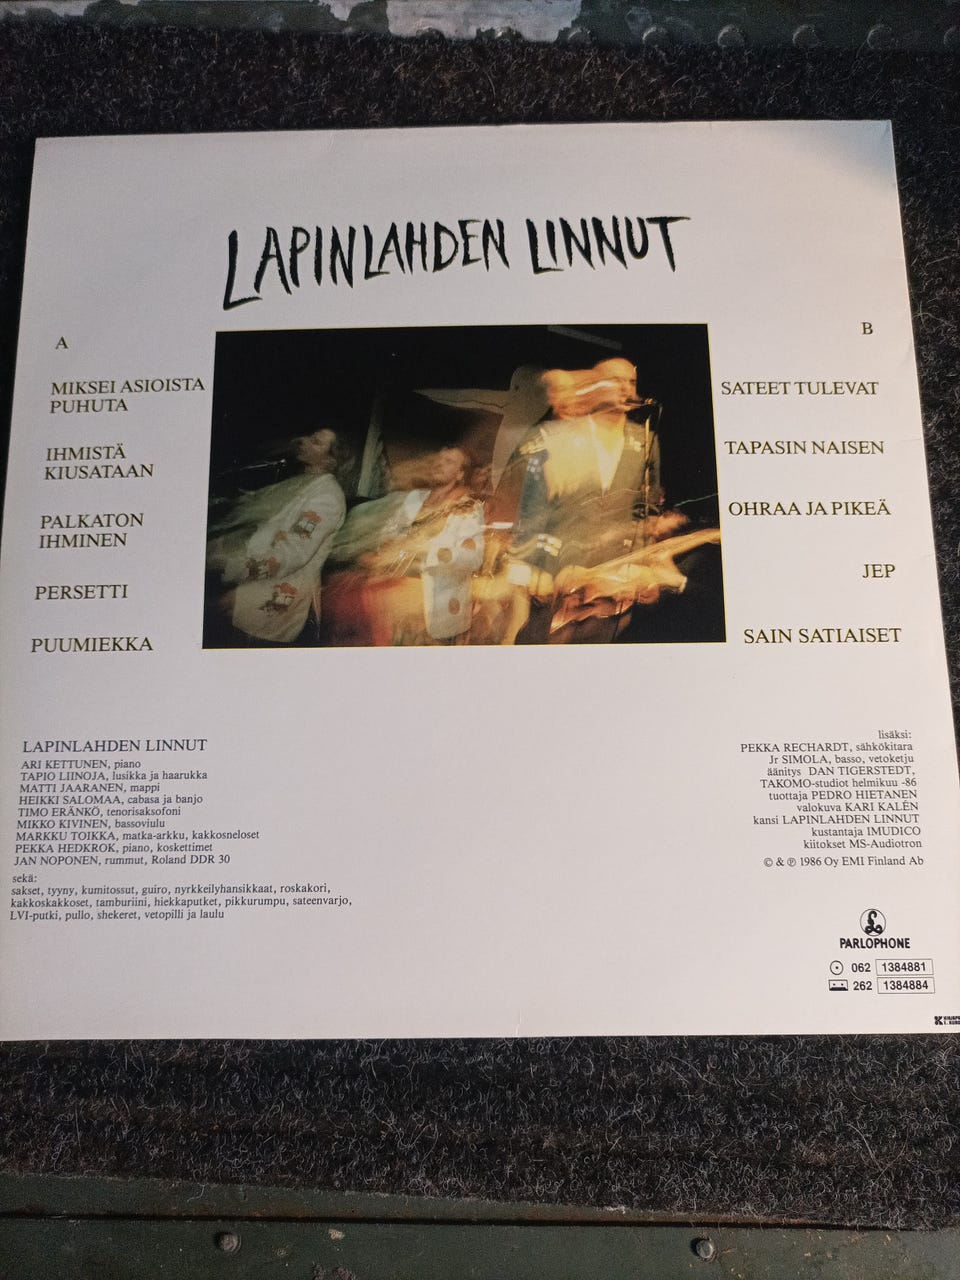 LAPINLAHDEN LINNUT
A
MIKSEI ASIOISTA
PUHUTA
IHMISTÄ
KIUSATAAN
PALKATON
IHMINEN
PERSETTI
PUUMIEKKA
B
SATEET TULEVAT
TAPASIN NAISEN
OHRAA JA PIKEÄ
JEP
SAIN SATIAISET
LAPINLAHDEN LINNUT
ARI KETTUNEN, piano
TAPIO LIINOJA, lusikka ja haarukka
MATTI JAARANEN, mappi
HEIKKI SALOMAA, cabasa ja banjo
TIMO ERÄNKÖ, tenorisaksofoni
MIKKO KIVINEN, bassoviulu
MARKKU TOIKKA, matka-arkku, kakkosneloset
PEKKA HEDKROK, piano, koskettimet
JAN NOPONEN, rummut, Roland DDR 30
sekä:
sakset, tyyny, kumitossut, guiro, nyrkkeilyhansikkaat, roskakori,
kakkoskakkoset, tamburiini, hiekkaputket, pikkurumpu, sateenvarjo,
LVI-putki, pullo, shekeret, vetopilli ja laulu
lisäksi:
PEKKA RECHARDT, sähkökitara
Jr SIMOLA, basso, vetoketju
äänitys DAN TIGERSTEDT,
TAKOMO-studiot helmikuu -86
tuottaja PEDRO HIETANEN
valokuva KARI KALÉN
kansi LAPINLAHDEN LINNUT
kustantaja IMUDICO
kiitokset MS-Audiotron
© & ℗ 1986 Oy EMI Finland Ab
PARLOPHONE
062 1384881
262 1384884